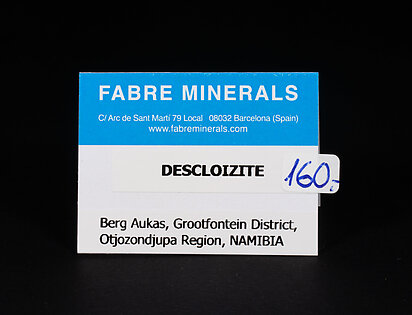 FABRE MINERALS
C/ Arc de Sant Martí 79 Local 08032 Barcelona (Spain)
www.fabreminerals.com
DESCLOIZITE
160.-
Berg Aukas, Grootfontein District,
Otjozondjupa Region, NAMIBIA